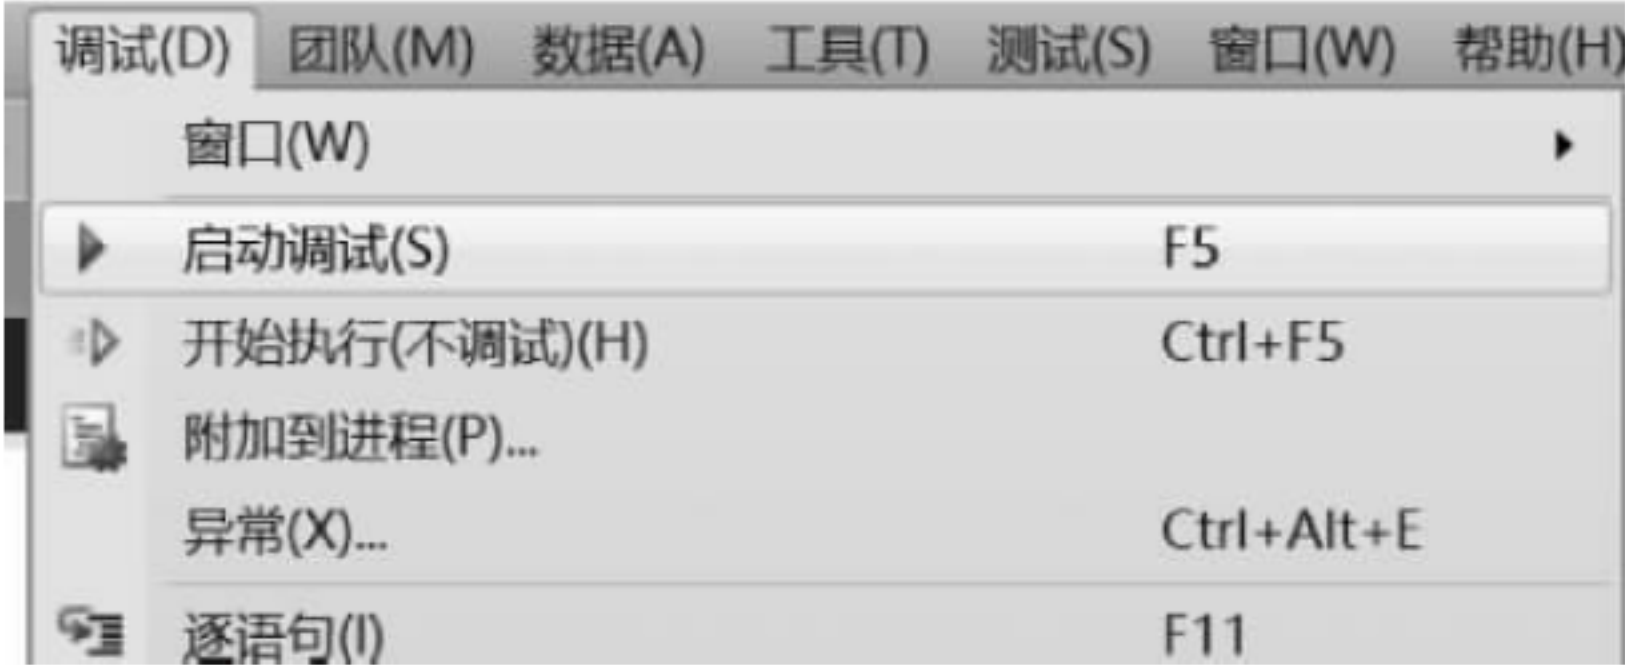 调试(D) 团队(M) 数据(A) 工具(T) 测试(S) 窗口(W) 帮助(H)
窗口(W)
启动调试(S) F5
开始执行(不调试)(H) Ctrl+F5
附加到进程(P)...
异常(X)... Ctrl+Alt+E
逐语句(I) F11